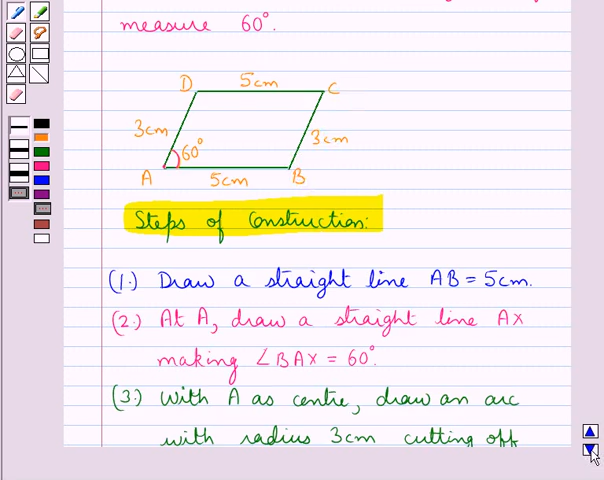 measure 60°.
D 5cm C
3cm 60° 3cm
A 5cm B
Steps of Construction:
(1.) Draw a straight line AB = 5cm.
(2.) At A, draw a straight line AX
making ∠BAX = 60°.
(3.) With A as centre, draw an arc
with radius 3cm cutting off